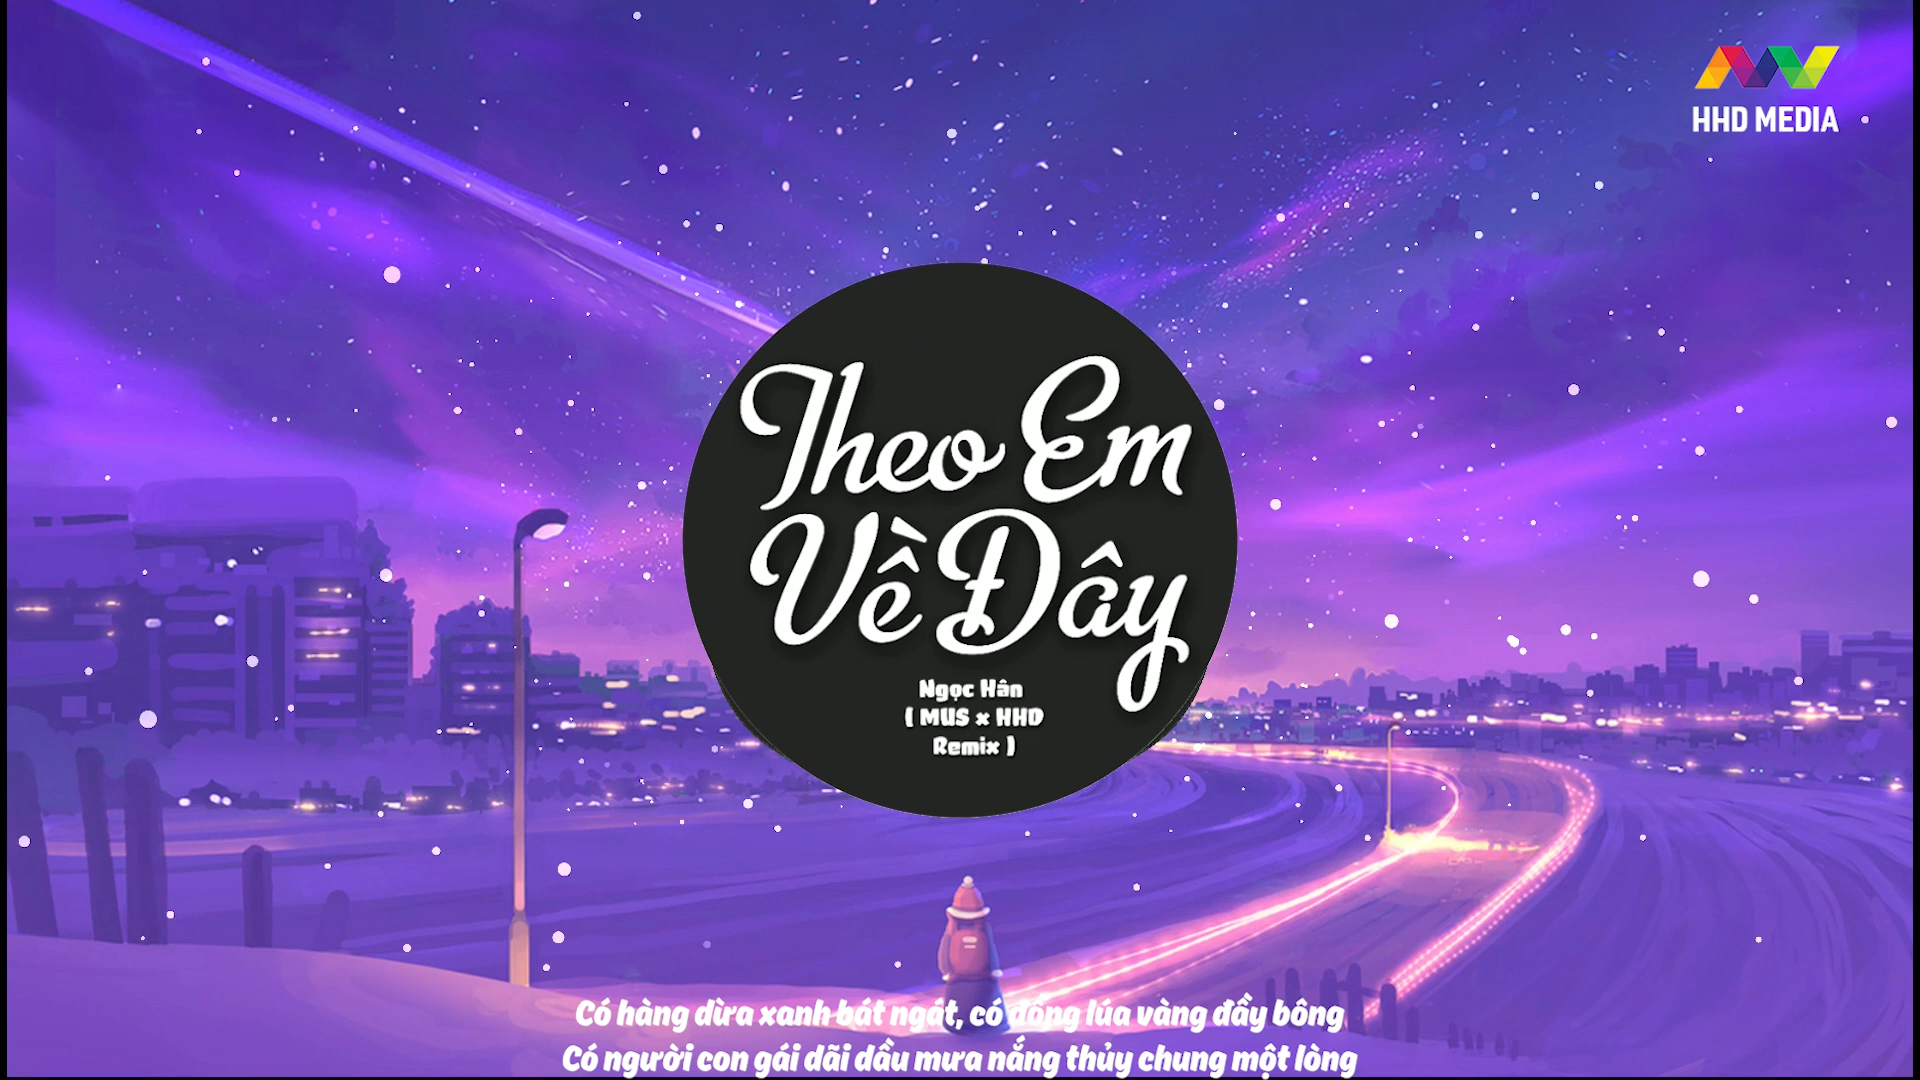 HHD MEDIA
Theo Em
Về Đây
Ngọc Hân
( MUS x HHD
Remix )
Có hàng dừa xanh bát ngát, có đồng lúa vàng đầy bông
Có người con gái dãi dầu mưa nắng thủy chung một lòng